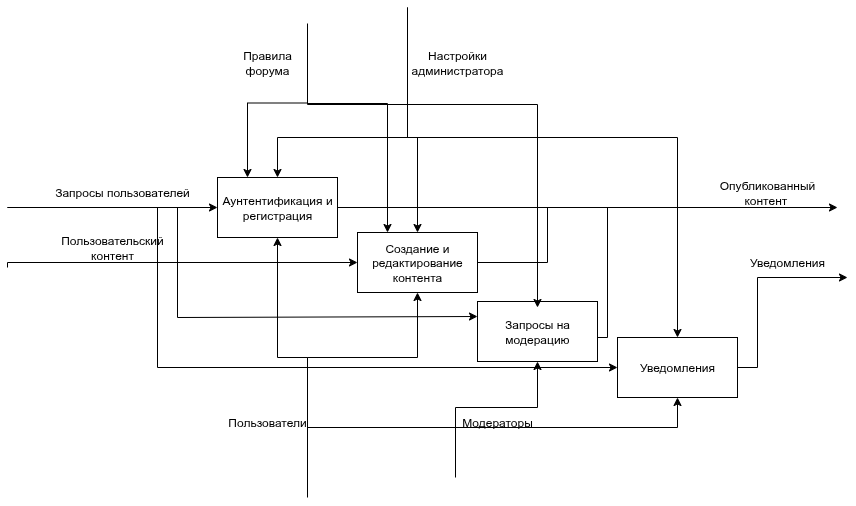 Правила
форума
Настройки
администратора
Запросы пользователей
Аунтентификация и
регистрация
Опубликованный
контент
Пользовательский
контент
Создание и
редактирование
контента
Уведомления
Запросы на
модерацию
Уведомления
Пользователи
Модераторы